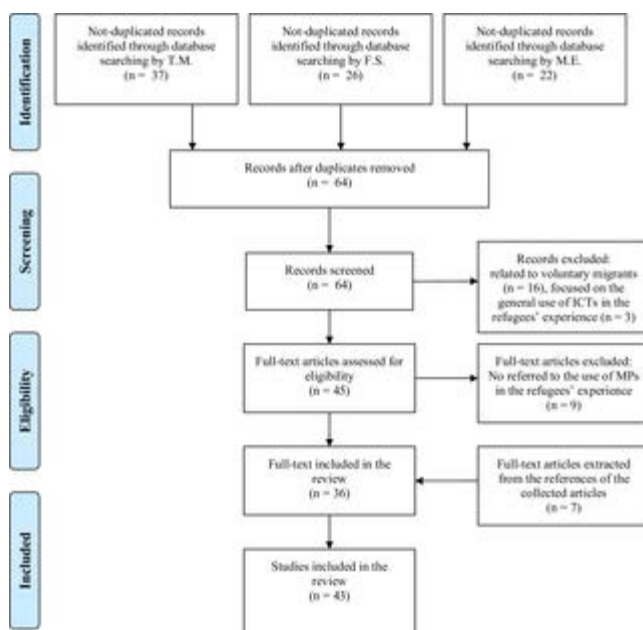 Identification
Not-duplicated records
identified through database
searching by T.M.
(n = 37)
Not-duplicated records
identified through database
searching by F.S.
(n = 26)
Not-duplicated records
identified through database
searching by M.E.
(n = 22)
Records after duplicates removed
(n = 64)
Screening
Records screened
(n = 64)
Records excluded:
related to voluntary migrants
(n = 16), focused on the
general use of ICTs in the
refugees’ experience (n = 3)
Eligibility
Full-text articles assessed for
eligibility
(n = 45)
Full-text articles excluded:
No referred to the use of MPs
in the refugees’ experience
(n = 9)
Full-text included in the
review
(n = 36)
Full-text articles extracted
from the references of the
collected articles
(n = 7)
Included
Studies included in the
review
(n = 43)